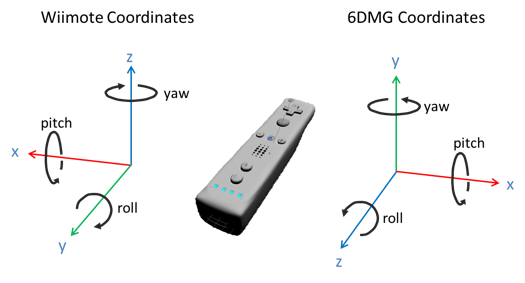 Wiimote Coordinates
z
yaw
pitch
x
roll
y
6DMG Coordinates
y
yaw
pitch
x
roll
z